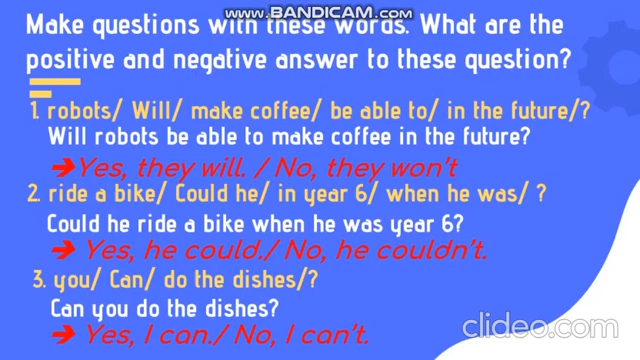 www.BANDICAM.com
Make questions with these words. What are the
positive and negative answer to these question?
1. robots/ Will/ make coffee/ be able to/ in the future/?
Will robots be able to make coffee in the future?
➔Yes, they will. / No, they won't
2. ride a bike/ Could he/ in year 6/ when he was/ ?
Could he ride a bike when he was year 6?
➔ Yes, he could./ No, he couldn't.
3. you/ Can/ do the dishes/?
Can you do the dishes?
➔ Yes, I can./ No, I can't.
clideo.com